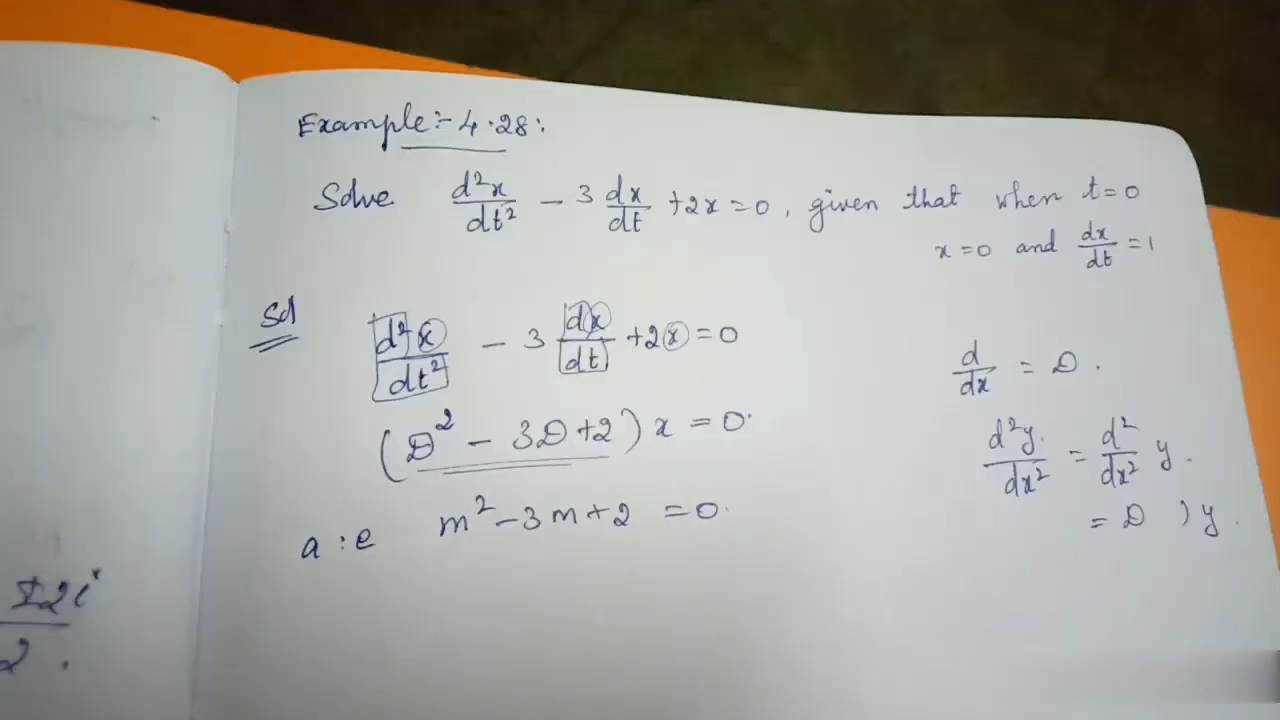 Example:- 4.28:
Solve d²x/dt² - 3 dx/dt + 2x = 0, given that when t=0
x=0 and dx/dt = 1
Sol
d²x/dt² - 3 dx/dt + 2x = 0
d/dx = D.
(D² - 3D + 2) x = 0.
d²y/dx² = d²/dx² y.
= D ) y.
a:e m² - 3m + 2 = 0.
±2i
2.